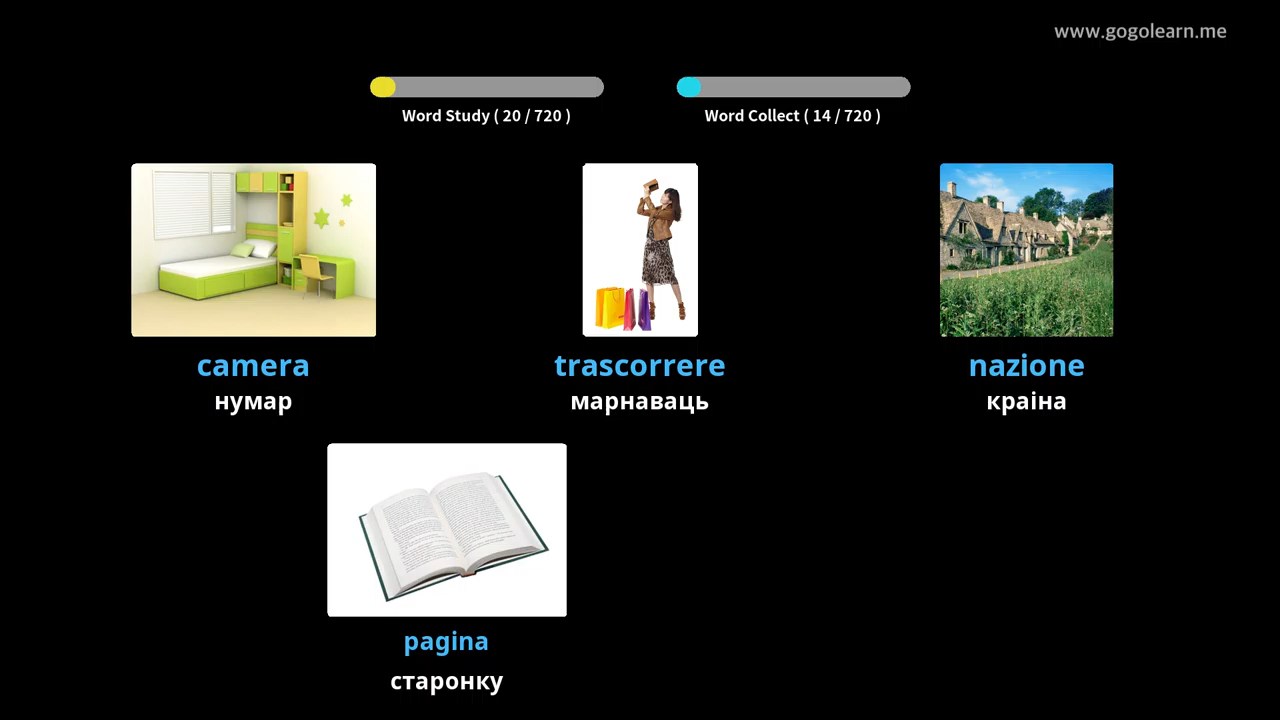 www.gogolearn.me
Word Study ( 20 / 720 )
Word Collect ( 14 / 720 )
camera
нумар
trascorrere
марнаваць
nazione
краіна
pagina
старонку